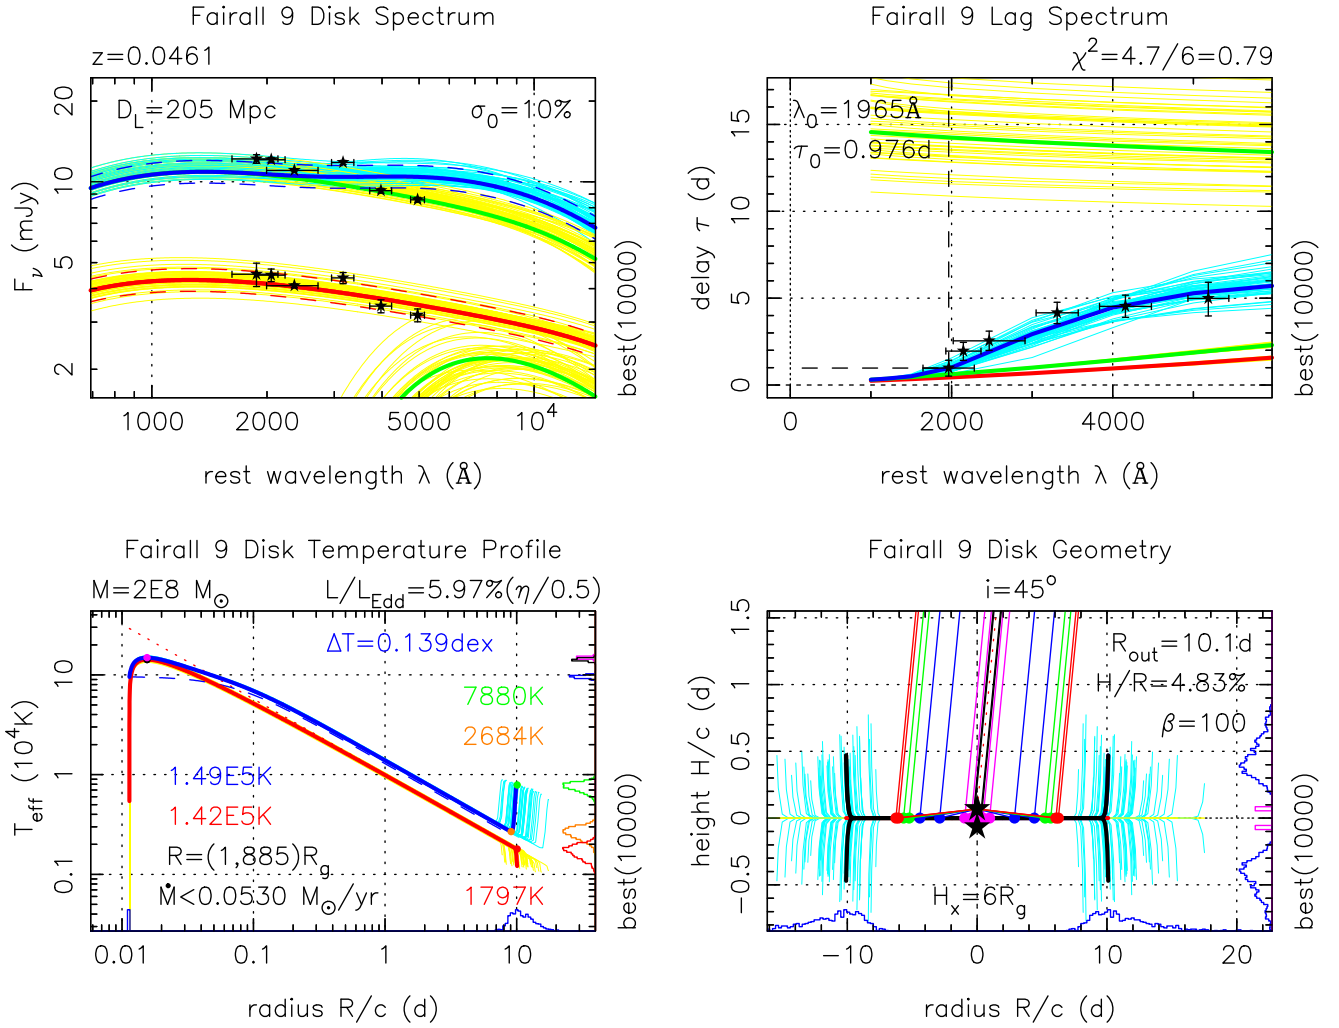 Fairall 9 Disk Spectrum
z=0.0461
D_L=205 Mpc
σ_0=10%
20
10
5
2
F_ν (mJy)
1000
2000
5000
10^4
rest wavelength λ (Å)
best(10000)
Fairall 9 Lag Spectrum
χ²=4.7/6=0.79
λ_0=1965Å
τ_0=0.976d
15
10
5
0
delay τ (d)
0
2000
4000
rest wavelength λ (Å)
best(10000)
Fairall 9 Disk Temperature Profile
M=2E8 M_⊙
L/L_Edd=5.97%(η/0.5)
ΔT=0.139dex
7880K
2684K
1.49E5K
1.42E5K
R=(1,885)R_g
Ṁ<0.0530 M_⊙/yr
1797K
10
1
0.1
T_eff (10^4K)
0.01
0.1
1
10
radius R/c (d)
best(10000)
Fairall 9 Disk Geometry
i=45°
R_out=10.1d
H/R=4.83%
β=100
H_x=6R_g
1.5
1
0.5
0
−0.5
height H/c (d)
−10
0
10
20
radius R/c (d)
best(10000)